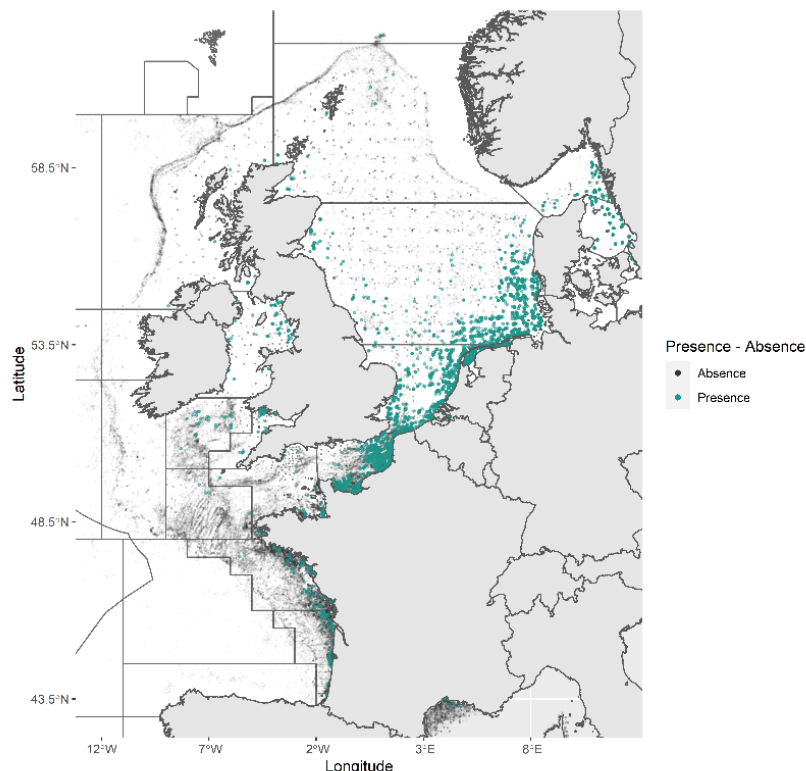 58.5°N
53.5°N
48.5°N
43.5°N
Latitude
12°W
7°W
2°W
3°E
8°E
Longitude
Presence - Absence
Absence
Presence